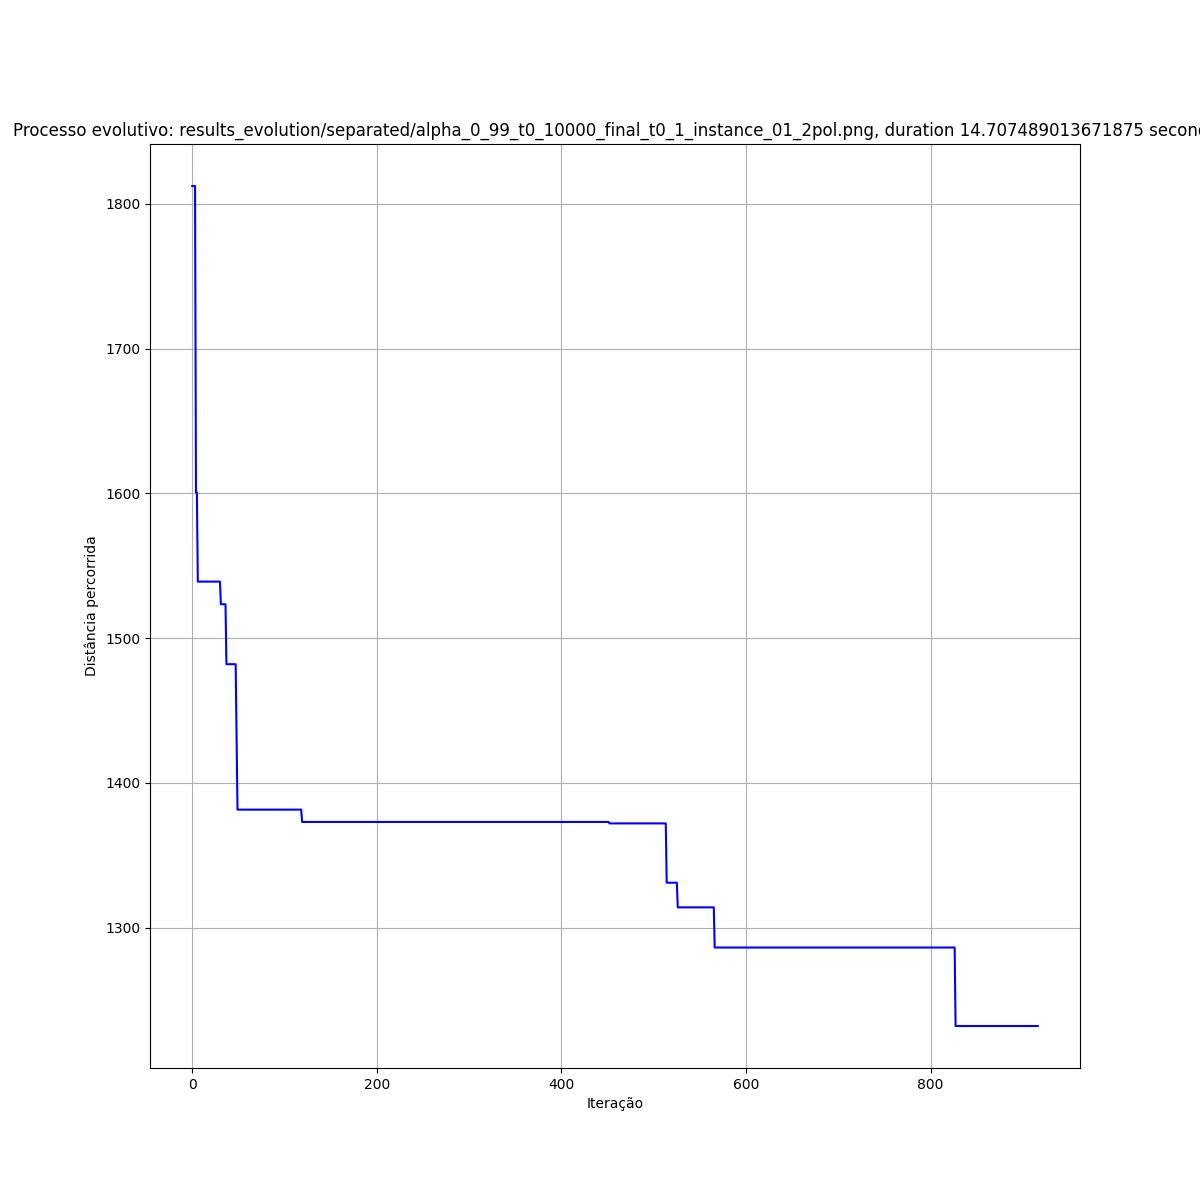 Processo evolutivo: results_evolution/separated/alpha_0_99_t0_10000_final_t0_1_instance_01_2pol.png, duration 14.707489013671875 secon
1800
1700
1600
1500
1400
1300
Distância percorrida
0 200 400 600 800
Iteração